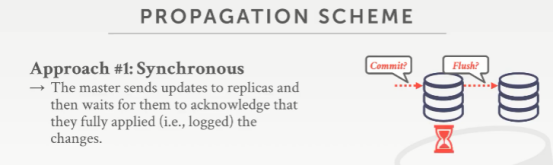 PROPAGATION SCHEME
Approach #1: Synchronous
→ The master sends updates to replicas and
then waits for them to acknowledge that
they fully applied (i.e., logged) the
changes.
Commit?
Flush?